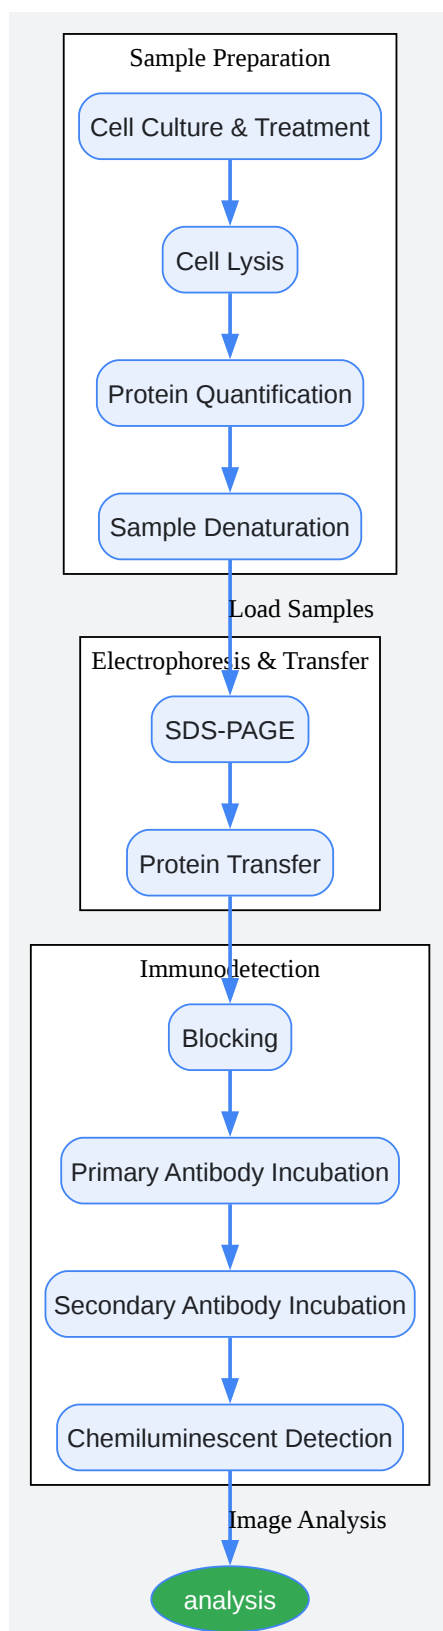 Sample Preparation
Cell Culture & Treatment
Cell Lysis
Protein Quantification
Sample Denaturation
Load Samples
Electrophoresis & Transfer
SDS-PAGE
Protein Transfer
Immunodetection
Blocking
Primary Antibody Incubation
Secondary Antibody Incubation
Chemiluminescent Detection
Image Analysis
analysis